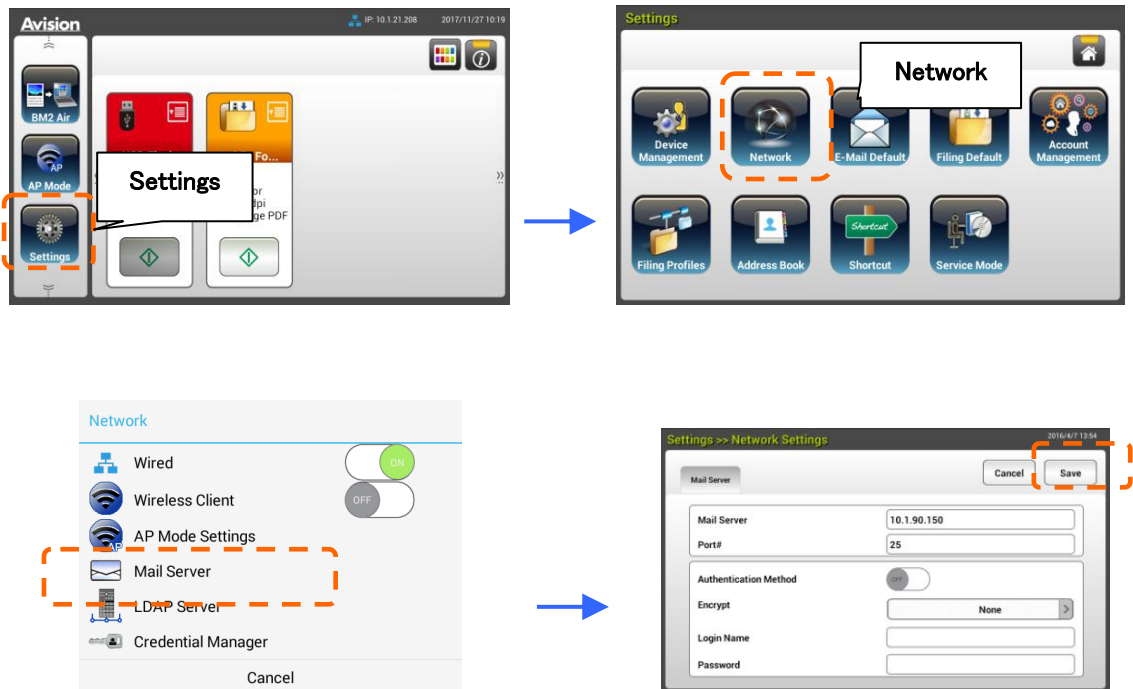 Avision
IP: 10.1.21.208
2017/11/27 10:19
BM2 Air
AP
AP Mode
Settings
Fo...
or
dpi
ge PDF
Settings
Settings
Network
Device
Management
Network
E-Mail Default
Filing Default
Account
Management
Filing Profiles
Address Book
Shortcut
Shortcut
Service Mode
Network
Wired
ON
Wireless Client
OFF
AP Mode Settings
AP
Mail Server
LDAP Server
Credential Manager
Cancel
Settings >> Network Settings
2016/4/7 13:54
Mail Server
Cancel
Save
Mail Server
10.1.90.150
Port#
25
Authentication Method
OFF
Encrypt
None
Login Name
Password